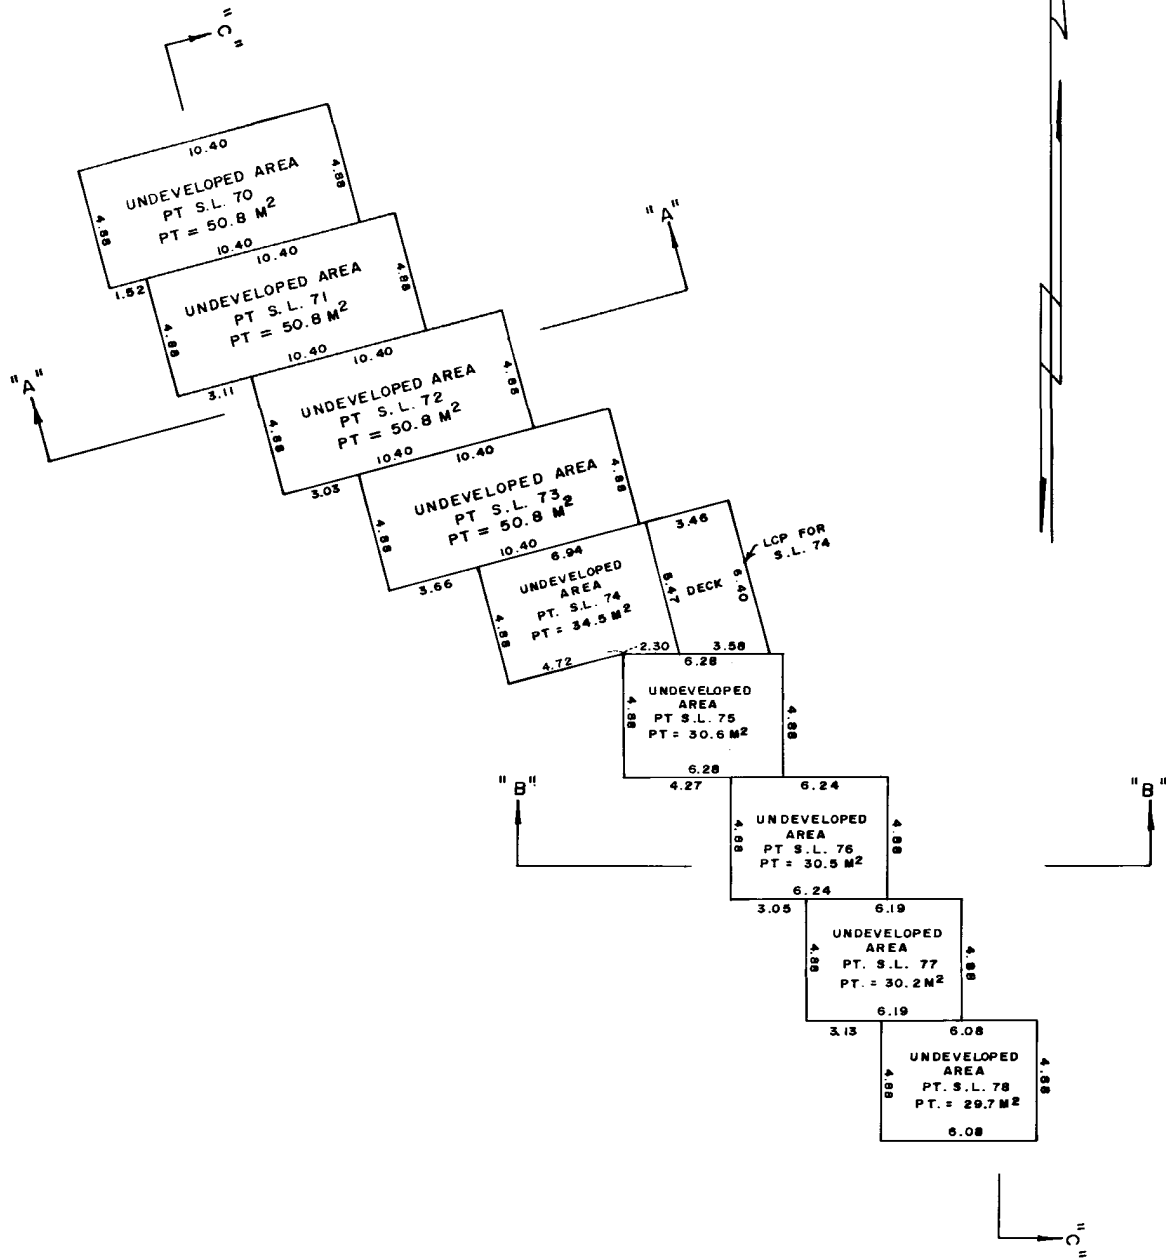 "C"
10.40
4.88
UNDEVELOPED AREA
PT S.L. 70
PT = 50.8 M²
4.88
10.40
1.52
10.40
4.88
UNDEVELOPED AREA
PT S.L. 71
PT = 50.8 M²
4.88
10.40
3.11
"A"
"A"
10.40
4.88
UNDEVELOPED AREA
PT S.L. 72
PT = 50.8 M²
4.88
10.40
3.03
10.40
4.88
UNDEVELOPED AREA
PT S.L. 73
PT = 50.8 M²
4.88
10.40
3.66
6.94
3.46
LCP FOR
S.L. 74
UNDEVELOPED
AREA
PT. S.L. 74
PT = 34.5 M²
4.88
DECK
6.40
4.72
2.30
3.58
6.28
UNDEVELOPED
AREA
PT S.L. 75
PT = 30.6 M²
4.88
4.88
6.28
4.27
"B"
"B"
6.24
UNDEVELOPED
AREA
PT S.L. 76
PT = 30.5 M²
4.88
4.88
6.24
3.05
6.19
UNDEVELOPED
AREA
PT. S.L. 77
PT. = 30.2 M²
4.88
4.88
6.19
3.13
6.08
UNDEVELOPED
AREA
PT. S.L. 78
PT. = 29.7 M²
4.88
4.88
6.08
"C"